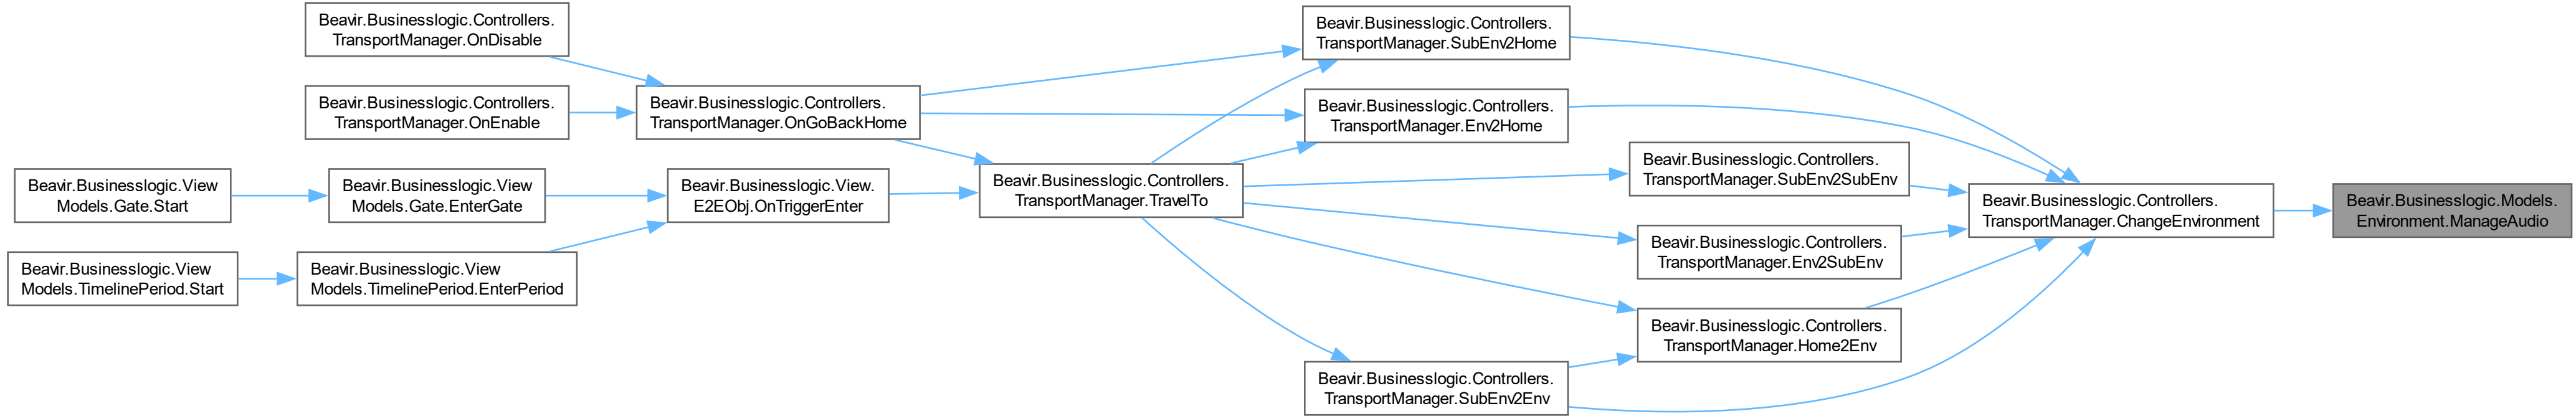 Beavir.Businesslogic.Controllers.
TransportManager.OnDisable
Beavir.Businesslogic.Controllers.
TransportManager.OnEnable
Beavir.Businesslogic.View
Models.Gate.Start
Beavir.Businesslogic.View
Models.TimelinePeriod.Start
Beavir.Businesslogic.View
Models.Gate.EnterGate
Beavir.Businesslogic.View
Models.TimelinePeriod.EnterPeriod
Beavir.Businesslogic.Controllers.
TransportManager.OnGoBackHome
Beavir.Businesslogic.View.
E2EObj.OnTriggerEnter
Beavir.Businesslogic.Controllers.
TransportManager.TravelTo
Beavir.Businesslogic.Controllers.
TransportManager.SubEnv2Home
Beavir.Businesslogic.Controllers.
TransportManager.Env2Home
Beavir.Businesslogic.Controllers.
TransportManager.SubEnv2SubEnv
Beavir.Businesslogic.Controllers.
TransportManager.Env2SubEnv
Beavir.Businesslogic.Controllers.
TransportManager.Home2Env
Beavir.Businesslogic.Controllers.
TransportManager.SubEnv2Env
Beavir.Businesslogic.Controllers.
TransportManager.ChangeEnvironment
Beavir.Businesslogic.Models.
Environment.ManageAudio